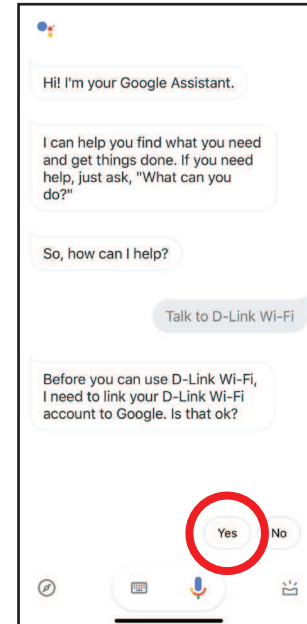 Hi! I'm your Google Assistant.
I can help you find what you need
and get things done. If you need
help, just ask, "What can you
do?"
So, how can I help?
Talk to D-Link Wi-Fi
Before you can use D-Link Wi-Fi,
I need to link your D-Link Wi-Fi
account to Google. Is that ok?
Yes No